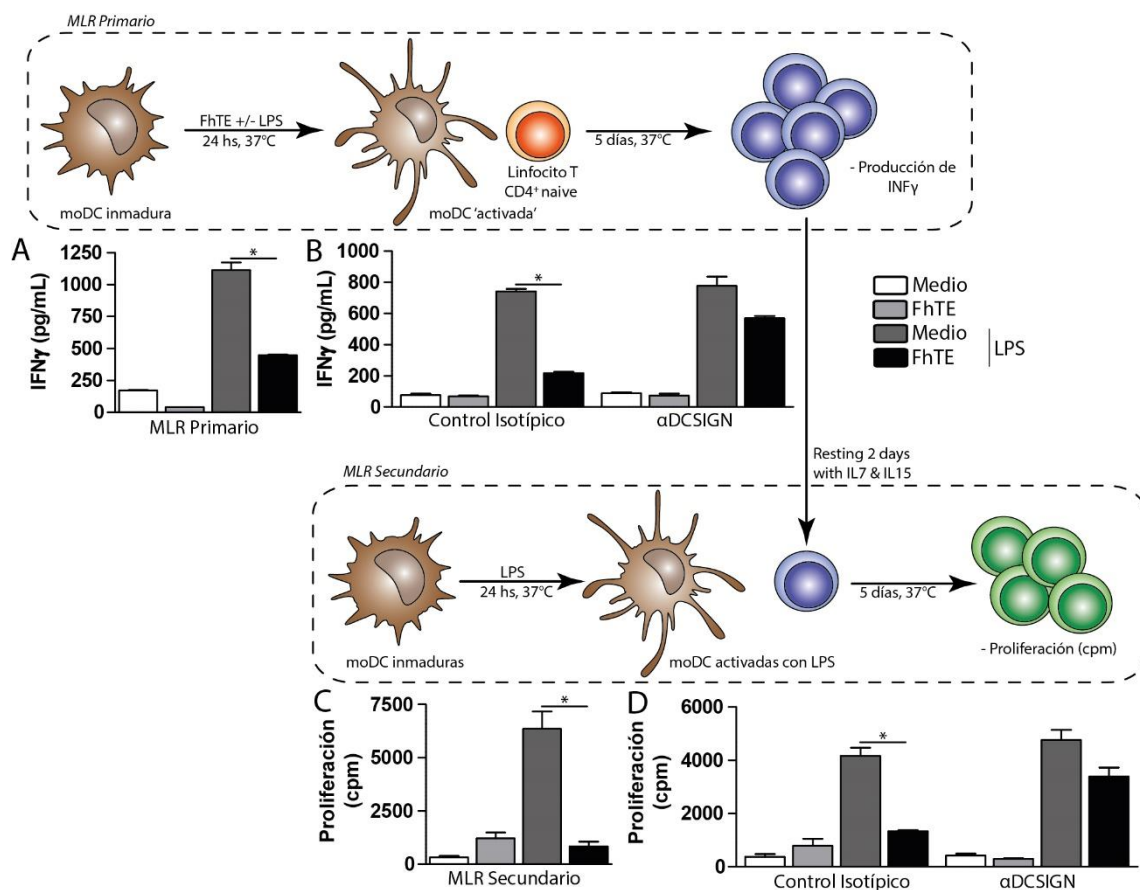 MLR Primario
FhTE +/- LPS
24 hs, 37°C
5 días, 37°C
Linfocito T
CD4⁺ naive
- Producción de
INFγ
moDC inmadura
moDC ‘activada’
A
IFNγ (pg/mL)
1250
1000
750
500
250
0
*
MLR Primario
B
IFNγ (pg/mL)
1000
800
600
400
200
0
*
Control Isotípico
αDCSIGN
Medio
FhTE
Medio
FhTE
LPS
Resting 2 days
with IL7 & IL15
MLR Secundario
LPS
24 hs, 37°C
5 días, 37°C
moDC inmaduras
moDC activadas con LPS
- Proliferación (cpm)
C
Proliferación
(cpm)
7500
5000
2500
0
*
MLR Secundario
D
Proliferación
(cpm)
6000
4000
2000
0
*
Control Isotípico
αDCSIGN